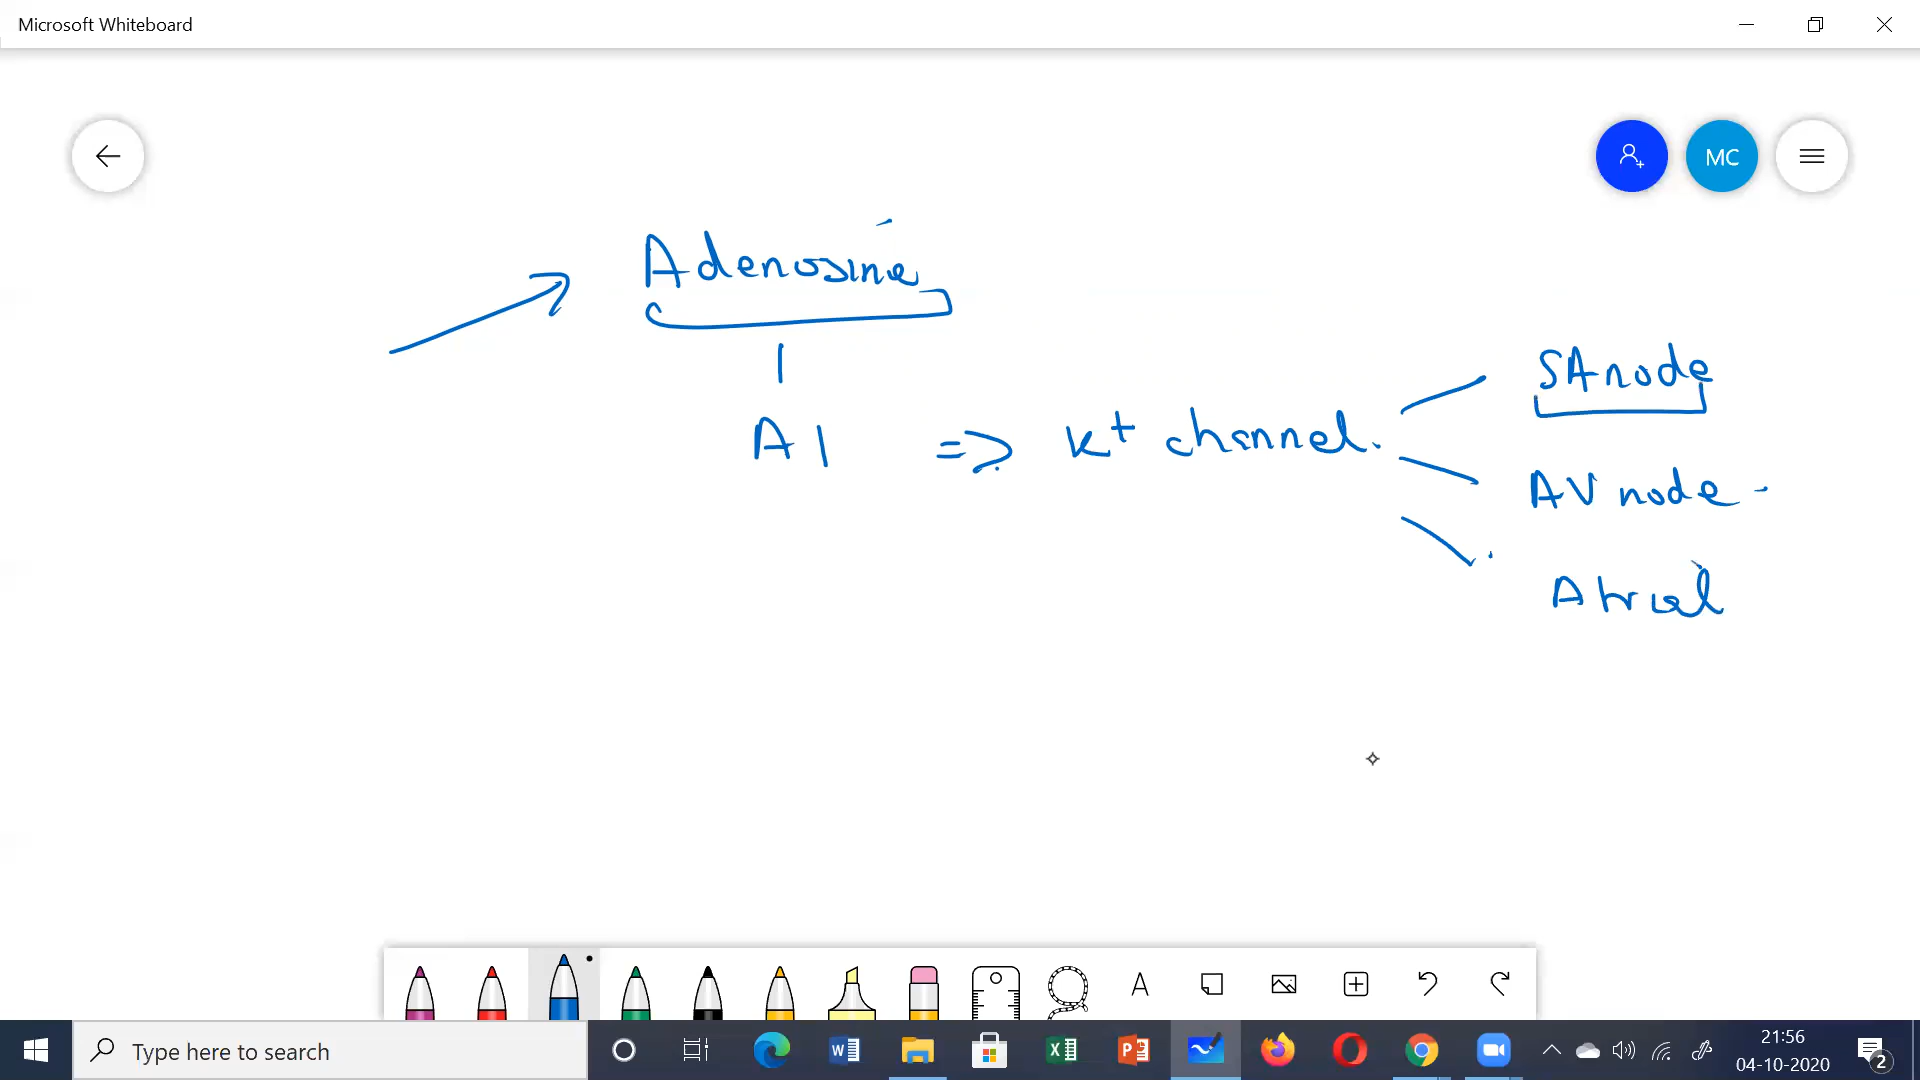 Microsoft Whiteboard
MC
Adenosine
SA node
A1 => K+ channel.
AV node -
Atrial
A
Type here to search
21:56
04-10-2020
2